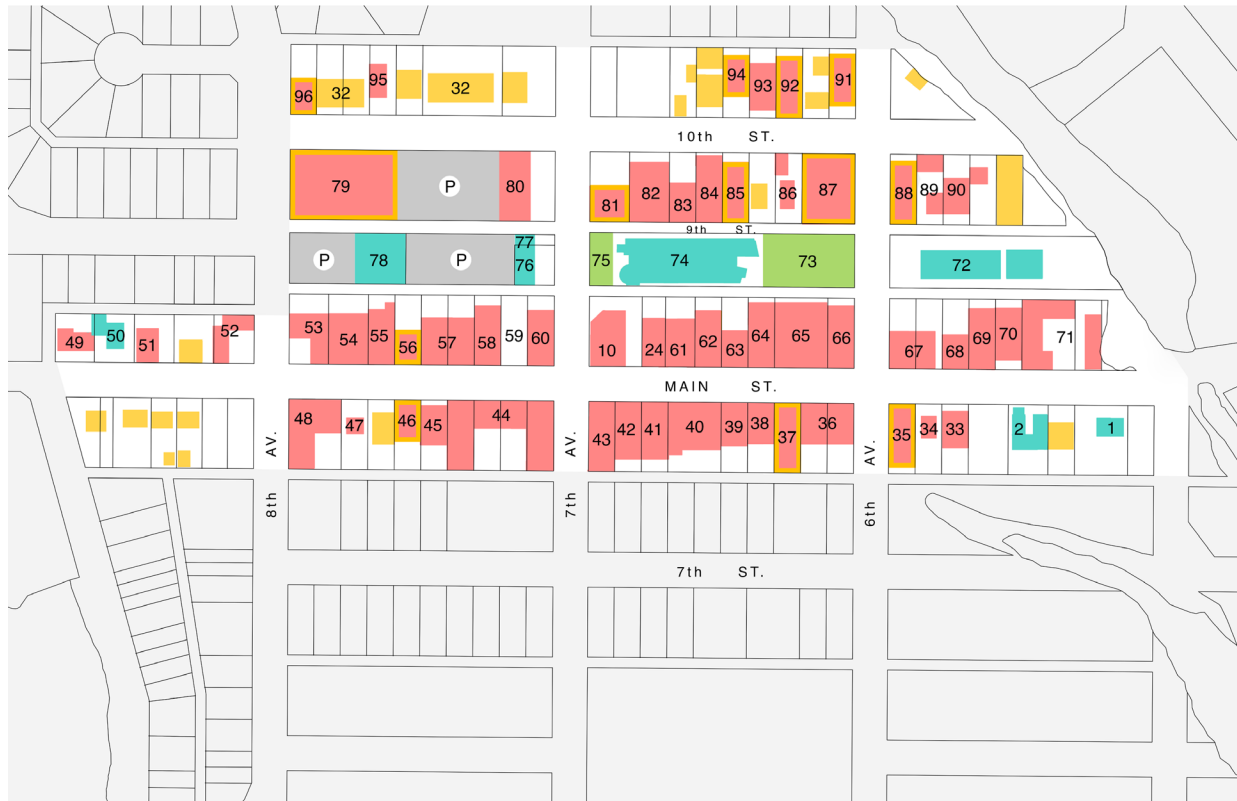 96 32 95 32 94 93 92 91
10th ST.
79 P 80 81 82 83 84 85 86 87 88 89 90
9th ST.
P 78 P 77 76 75 74 73 72
49 50 51 52 53 54 55 56 57 58 59 60 10 24 61 62 63 64 65 66 67 68 69 70 71
MAIN ST.
48 47 46 45 44 43 42 41 40 39 38 37 36 35 34 33 2 1
8th AV.
7th AV.
6th AV.
7th ST.